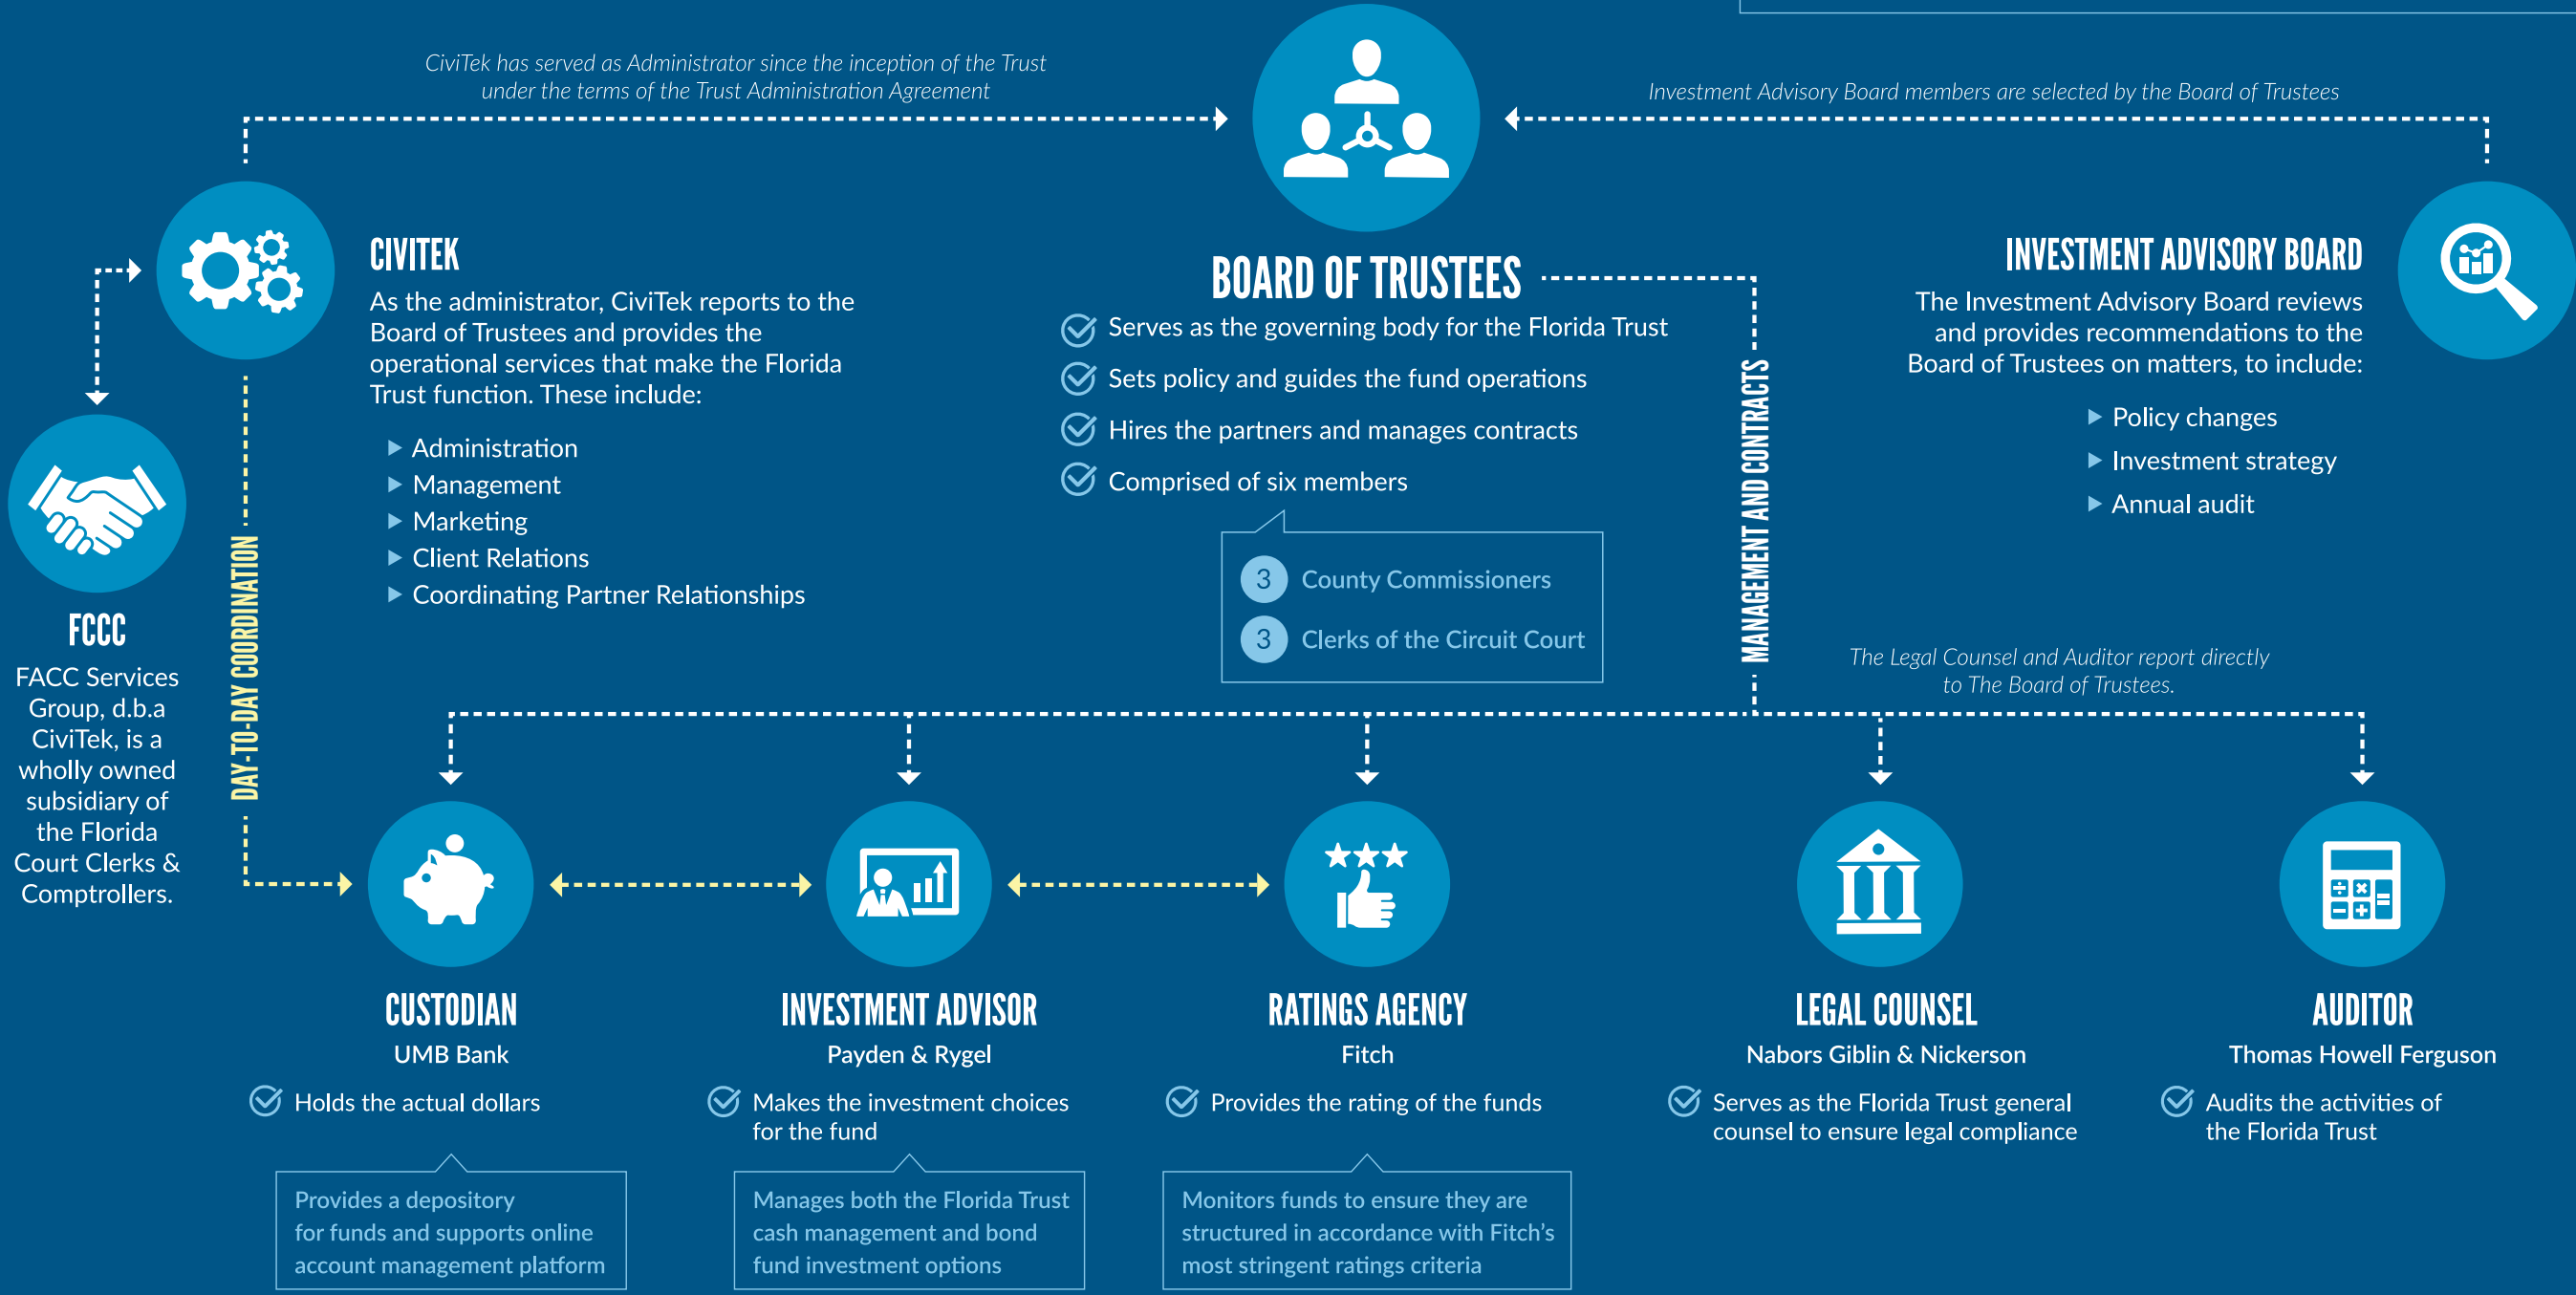 CiviTek has served as Administrator since the inception of the Trust
under the terms of the Trust Administration Agreement
Investment Advisory Board members are selected by the Board of Trustees
CIVITEK
As the administrator, CiviTek reports to the
Board of Trustees and provides the
operational services that make the Florida
Trust function. These include:
Administration
Management
Marketing
Client Relations
Coordinating Partner Relationships
BOARD OF TRUSTEES
Serves as the governing body for the Florida Trust
Sets policy and guides the fund operations
Hires the partners and manages contracts
Comprised of six members
3 County Commissioners
3 Clerks of the Circuit Court
MANAGEMENT AND CONTRACTS
INVESTMENT ADVISORY BOARD
The Investment Advisory Board reviews
and provides recommendations to the
Board of Trustees on matters, to include:
Policy changes
Investment strategy
Annual audit
FCCC
FACC Services
Group, d.b.a
CiviTek, is a
wholly owned
subsidiary of
the Florida
Court Clerks &
Comptrollers.
DAY-TO-DAY COORDINATION
The Legal Counsel and Auditor report directly
to The Board of Trustees.
CUSTODIAN
UMB Bank
Holds the actual dollars
Provides a depository
for funds and supports online
account management platform
INVESTMENT ADVISOR
Payden & Rygel
Makes the investment choices
for the fund
Manages both the Florida Trust
cash management and bond
fund investment options
RATINGS AGENCY
Fitch
Provides the rating of the funds
Monitors funds to ensure they are
structured in accordance with Fitch's
most stringent ratings criteria
LEGAL COUNSEL
Nabors Giblin & Nickerson
Serves as the Florida Trust general
counsel to ensure legal compliance
AUDITOR
Thomas Howell Ferguson
Audits the activities of
the Florida Trust